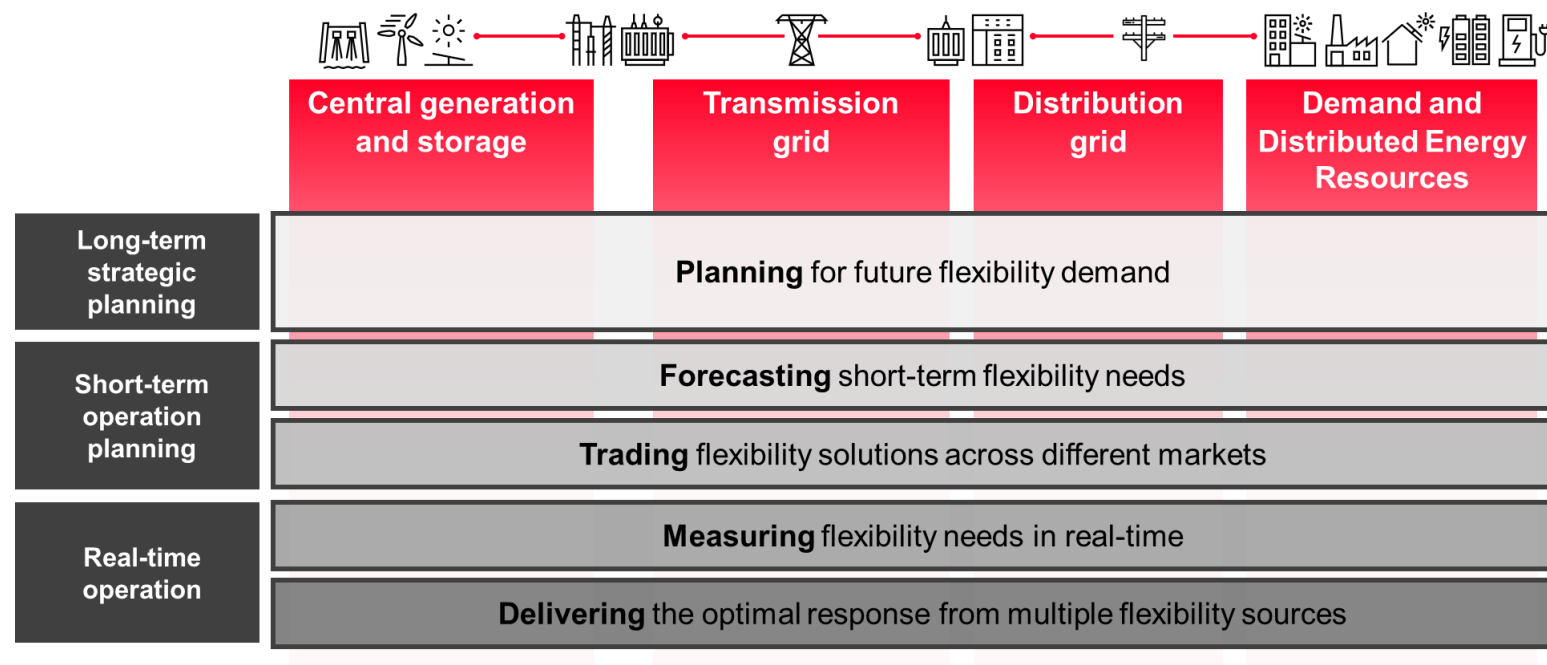 Central generation
and storage
Transmission
grid
Distribution
grid
Demand and
Distributed Energy
Resources
Long-term
strategic
planning
Planning for future flexibility demand
Short-term
operation
planning
Forecasting short-term flexibility needs
Trading flexibility solutions across different markets
Real-time
operation
Measuring flexibility needs in real-time
Delivering the optimal response from multiple flexibility sources